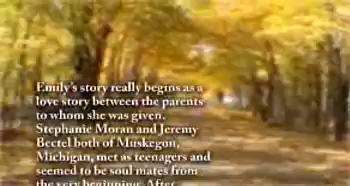 Emily's story really begins as a
love story between the parents
to whom she was given.
Stephanie Moran and Jeremy
Bectel both of Muskegon,
Michigan, met as teenagers and
seemed to be soul mates from
the very beginning. After